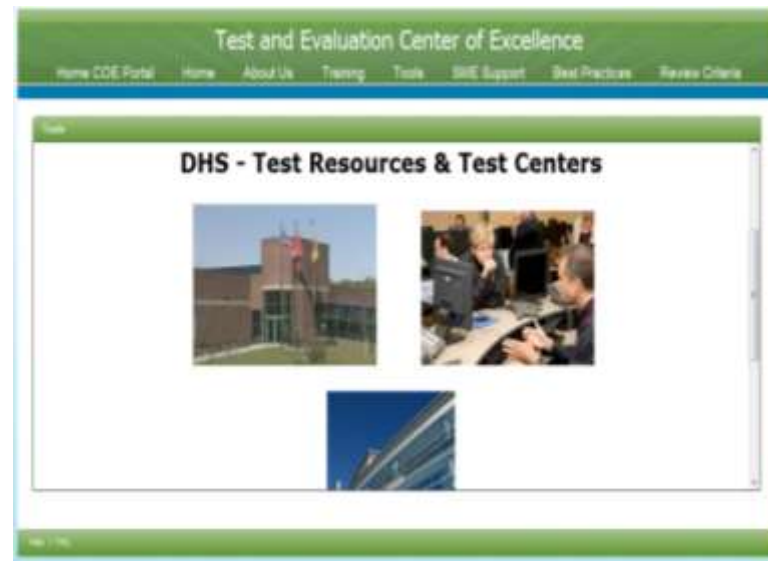 Test and Evaluation Center of Excellence
Home COE Portal Home About Us Training Tools SME Support Best Practices Review Criteria
Tools
DHS - Test Resources & Test Centers